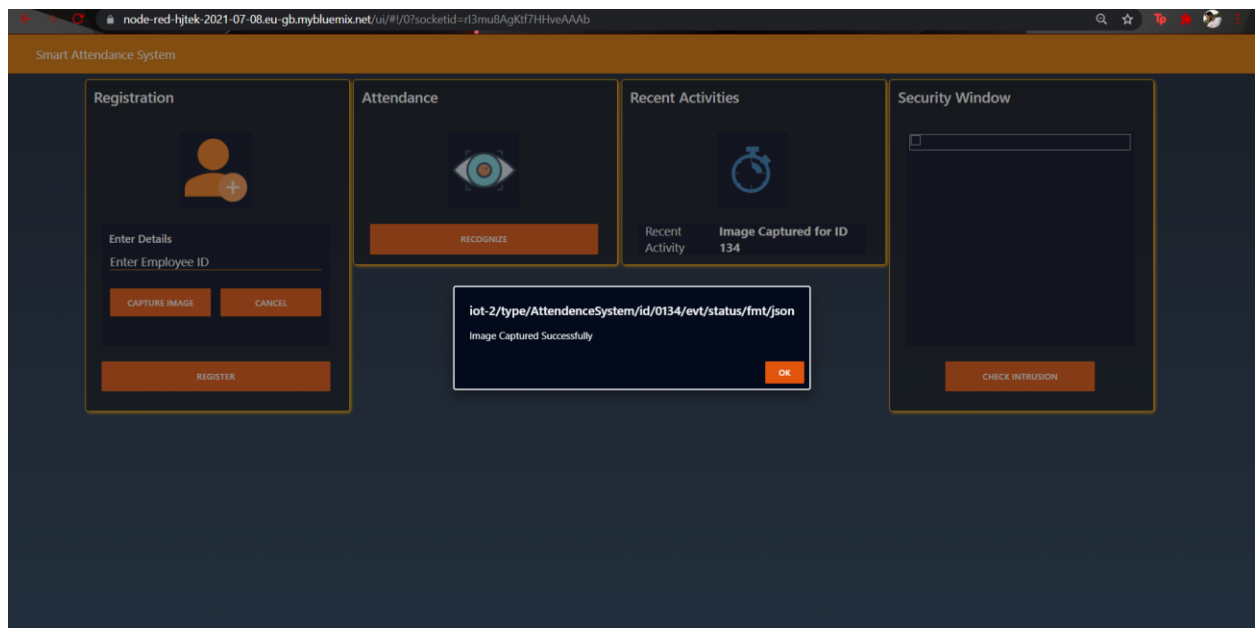 node-red-hjtek-2021-07-08.eu-gb.mybluemix.net/ui/#!/0?socketid=rI3mu8AgKtf7HHveAAAb
Tp
Smart Attendance System
Registration
Enter Details
Enter Employee ID
CAPTURE IMAGE CANCEL
REGISTER
Attendance
RECOGNIZE
Recent Activities
Recent Activity
Image Captured for ID
134
Security Window
CHECK INTRUSION
iot-2/type/AttendenceSystem/id/0134/evt/status/fmt/json
Image Captured Successfully
OK